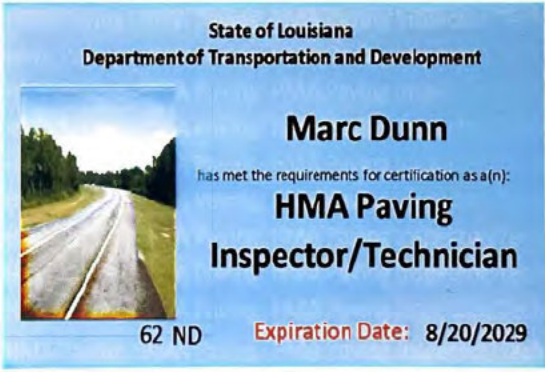 State of Louisiana
Department of Transportation and Development
Marc Dunn
has met the requirements for certification as a(n):
HMA Paving
Inspector/Technician
62 ND
Expiration Date: 8/20/2029